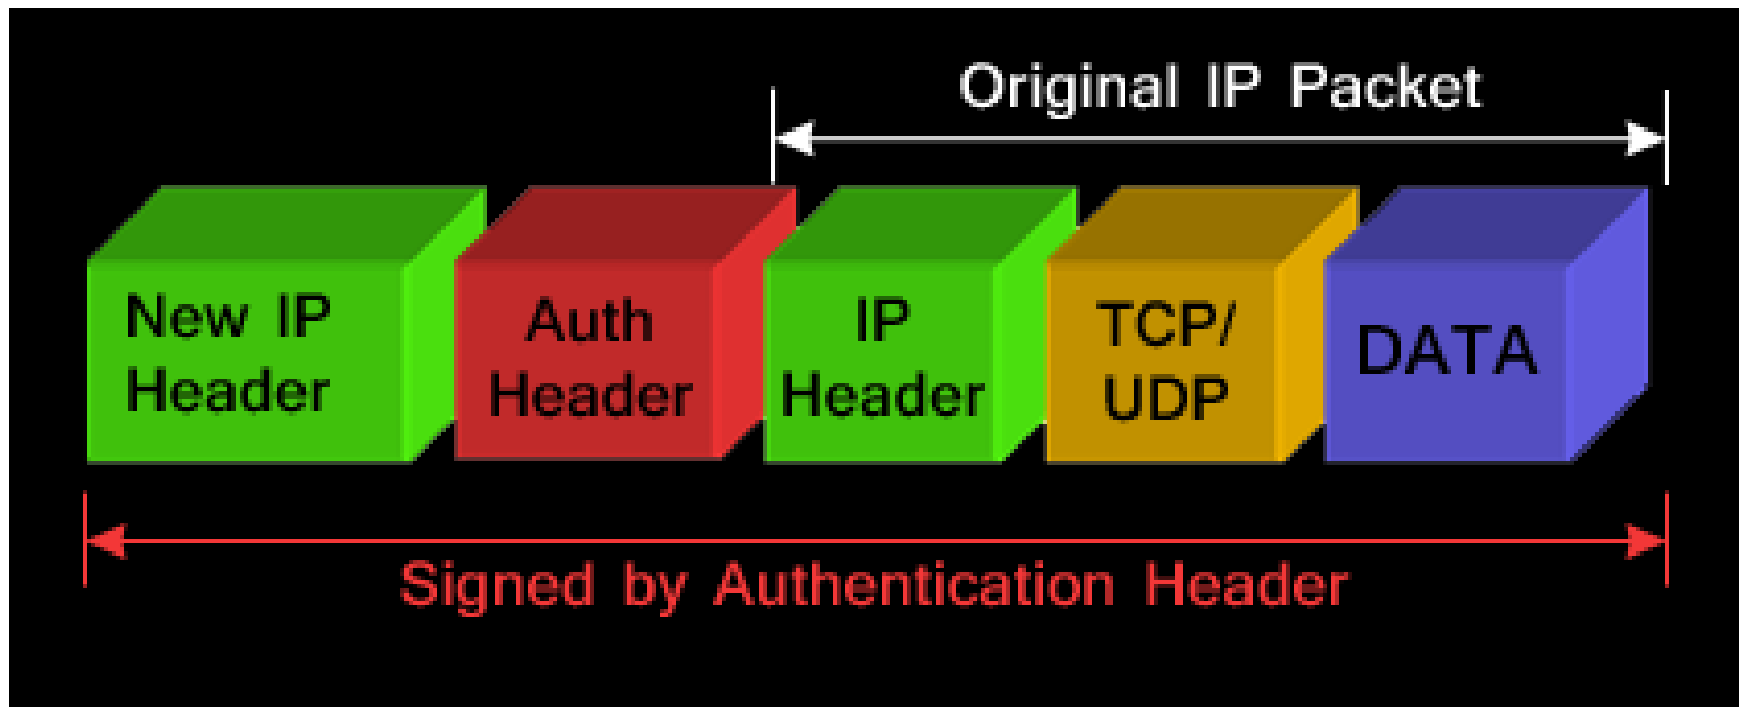 Original IP Packet
New IP
Header
Auth
Header
IP
Header
TCP/
UDP
DATA
Signed by Authentication Header